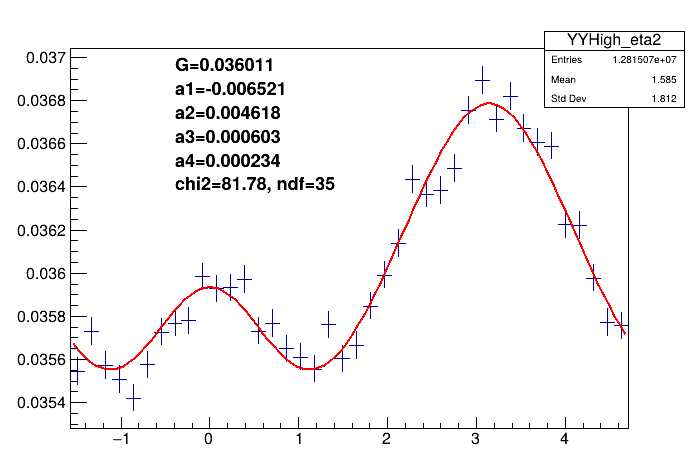 YYHigh_eta2
Entries 1.281507e+07
Mean 1.585
Std Dev 1.812
G=0.036011
a1=-0.006521
a2=0.004618
a3=0.000603
a4=0.000234
chi2=81.78, ndf=35
0.037
0.0368
0.0366
0.0364
0.0362
0.036
0.0358
0.0356
0.0354
−1 0 1 2 3 4